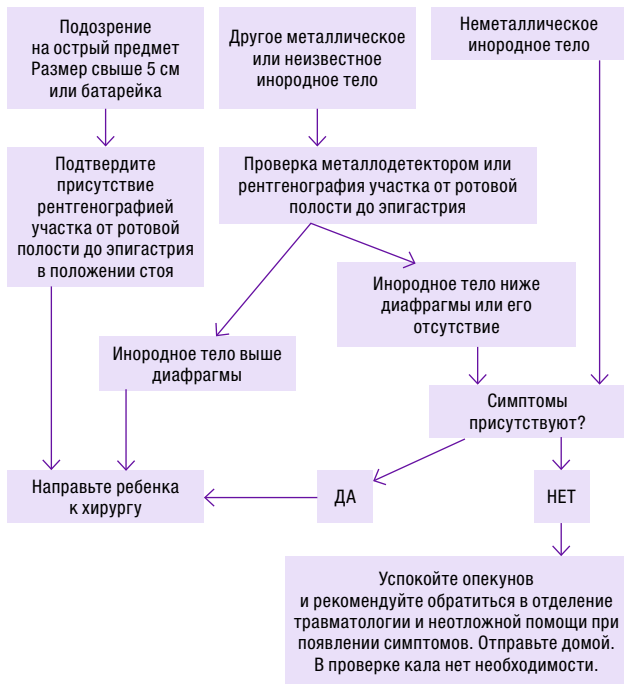 Подозрение
на острый предмет
Размер свыше 5 см
или батарейка
Другое металлическое
или неизвестное
инородное тело
Неметаллическое
инородное тело
Подтвердите
присутствие
рентгенографией
участка от ротовой
полости до эпигастрия
в положении стоя
Проверка металлодетектором или
рентгенография участка от ротовой
полости до эпигастрия
Инородное тело ниже
диафрагмы или его
отсутствие
Инородное тело выше
диафрагмы
Симптомы
присутствуют?
Направьте ребенка
к хирургу
ДА
НЕТ
Успокойте опекунов
и рекомендуйте обратиться в отделение
травматологии и неотложной помощи при
появлении симптомов. Отправьте домой.
В проверке кала нет необходимости.